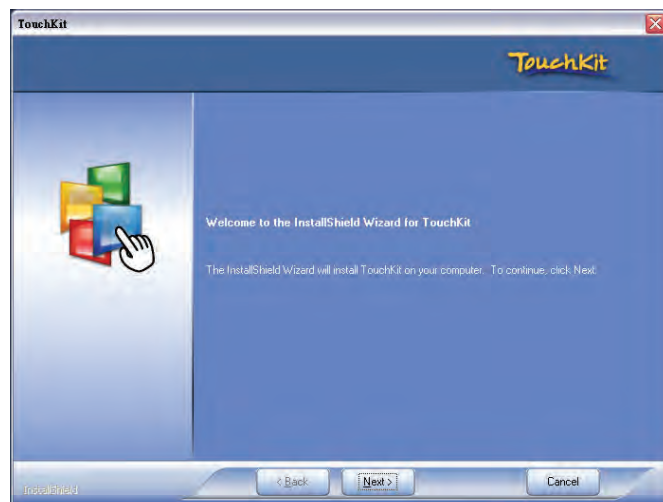 TouchKit
TouchKit
Welcome to the InstallShield Wizard for TouchKit
The InstallShield Wizard will install TouchKit on your computer. To continue, click Next.
InstallShield
< Back
Next >
Cancel